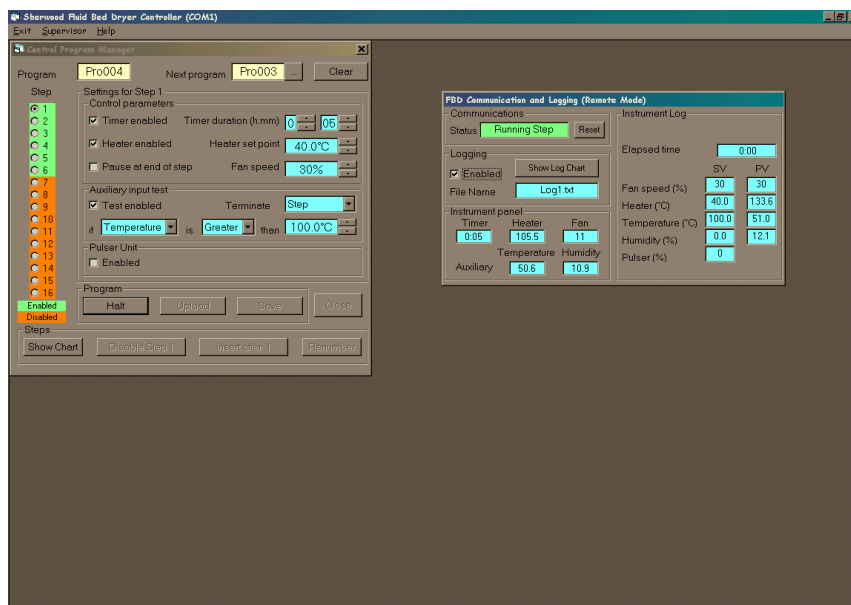 Sherwood Fluid Bed Dryer Controller (COM1)
Exit Supervisor Help
Control Program Manager
Program Pro004 Next program Pro003 ... Clear
Step
1
2
3
4
5
6
7
8
9
10
11
12
13
14
15
16
Enabled
Disabled
Settings for Step 1
Control parameters
Timer enabled Timer duration (h:mm) 0 : 05
Heater enabled Heater set point 40.0°C
Pause at end of step Fan speed 30%
Auxiliary input test
Test enabled Terminate Step
if Temperature is Greater than 100.0°C
Pulser Unit
Enabled
Program
Halt Upload Save Close
Steps
Show Chart Disable Step 1 Insert after 1 Renumber
FBD Communication and Logging (Remote Mode)
Communications
Status Running Step Reset
Logging
Enabled Show Log Chart
File Name Log1.txt
Instrument panel
Timer Heater Fan
0:05 105.5 11
Temperature Humidity
Auxiliary 50.6 10.9
Instrument Log
Elapsed time 0:00
SV PV
Fan speed (%) 30 30
Heater (°C) 40.0 133.6
Temperature (°C) 100.0 51.0
Humidity (%) 0.0 12.1
Pulser (%) 0